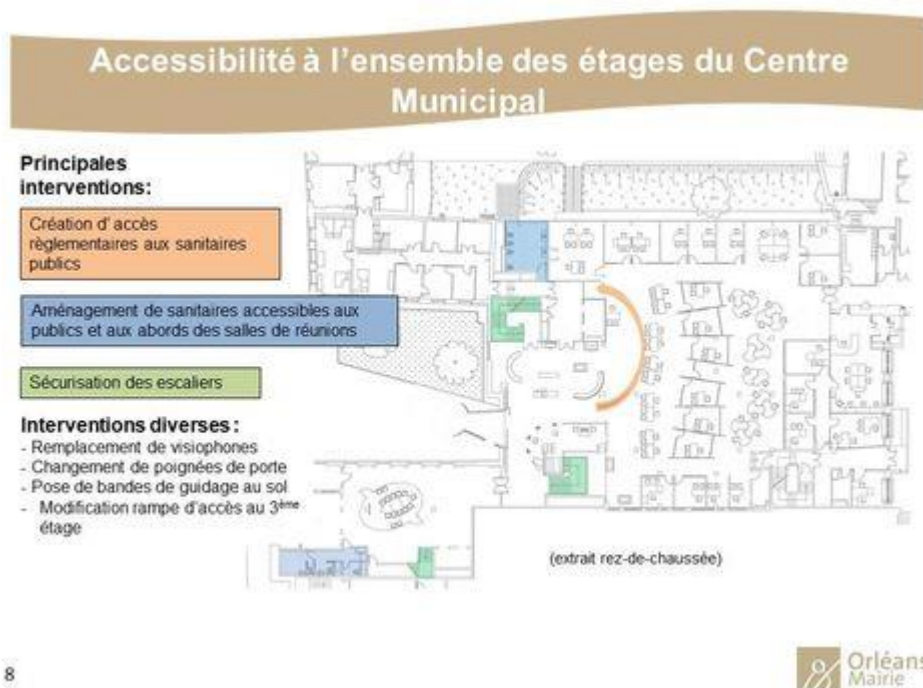 Accessibilité à l'ensemble des étages du Centre
Municipal
Principales
interventions:
Création d' accès
règlementaires aux sanitaires
publics
Aménagement de sanitaires accessibles aux
publics et aux abords des salles de réunions
Sécurisation des escaliers
Interventions diverses :
- Remplacement de visiophones
- Changement de poignées de porte
- Pose de bandes de guidage au sol
- Modification rampe d'accès au 3ème
étage
(extrait rez-de-chaussée)
8
Orléans
Mairie